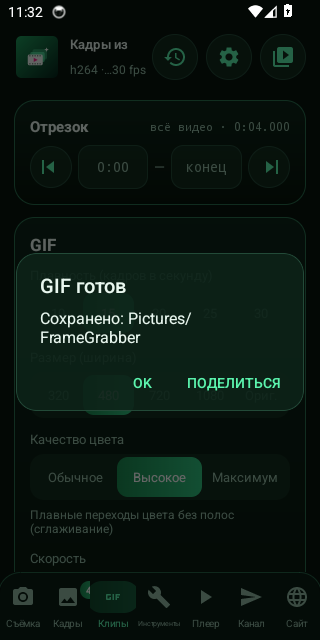 11:32
Кадры из
h264 ·…30 fps
Отрезок
всё видео · 0:04.000
0:00
—
конец
GIF
GIF готов
Сохранено: Pictures/
FrameGrabber
OK
ПОДЕЛИТЬСЯ
320 480 720
Качество цвета
Обычное
Высокое
Максимум
Плавные переходы цвета без полос
(сглаживание)
Скорость
GIF
Съёмка
Кадры
Клипы
Инструменты
Плеер
Канал
Сайт